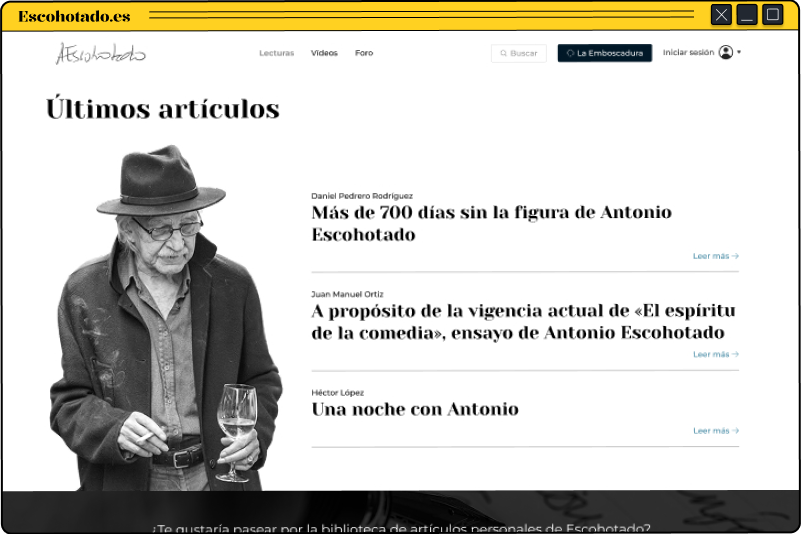 Escohotado.es
AEscohotado
Lecturas
Vídeos
Foro
Buscar
La Emboscadura
Iniciar sesión
Últimos artículos
Daniel Pedrero Rodríguez
Más de 700 días sin la figura de Antonio
Escohotado
Leer más
Juan Manuel Ortiz
A propósito de la vigencia actual de «El espíritu
de la comedia», ensayo de Antonio Escohotado
Leer más
Héctor López
Una noche con Antonio
Leer más
¿Te gustaría pasear por la biblioteca de artículos personales de Escohotado?